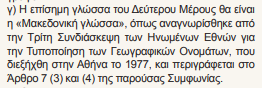 γ) Η επίσημη γλώσσα του Δεύτερου Μέρους θα είναι
η «Μακεδονική γλώσσα», όπως αναγνωρίσθηκε από
την Τρίτη Συνδιάσκεψη των Ηνωμένων Εθνών για
την Τυποποίηση των Γεωγραφικών Ονομάτων, που
διεξήχθη στην Αθήνα το 1977, και περιγράφεται στο
Άρθρο 7 (3) και (4) της παρούσας Συμφωνίας.